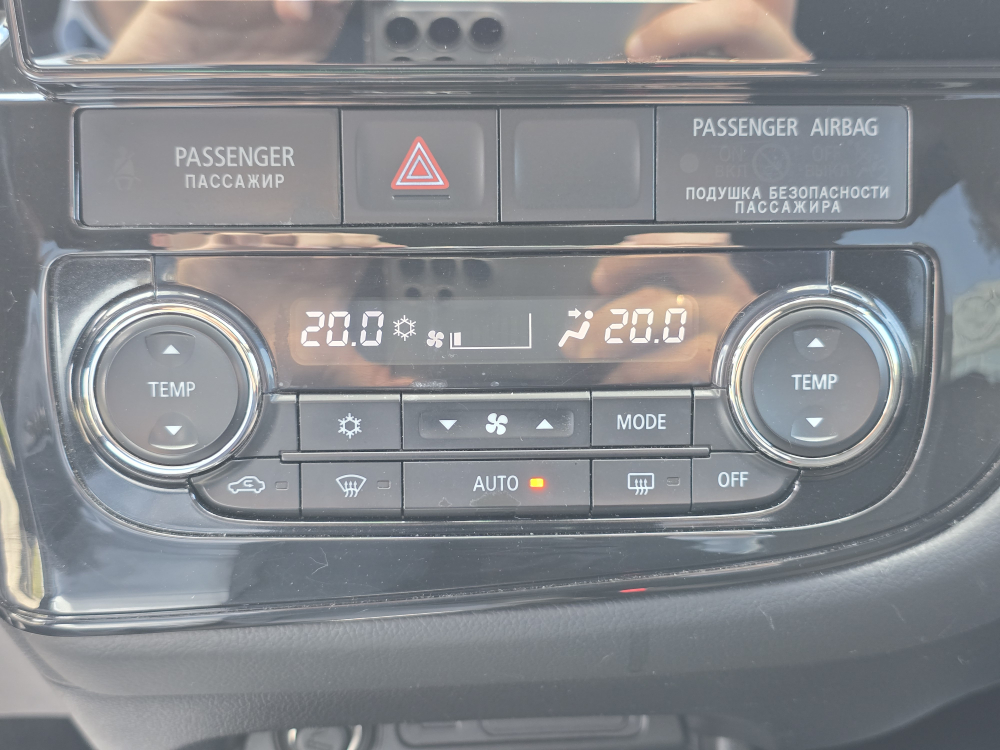 PASSENGER
ПАССАЖИР
PASSENGER AIRBAG
ПОДУШКА БЕЗОПАСНОСТИ
ПАССАЖИРА
20.0
20.0
TEMP
TEMP
MODE
AUTO
OFF